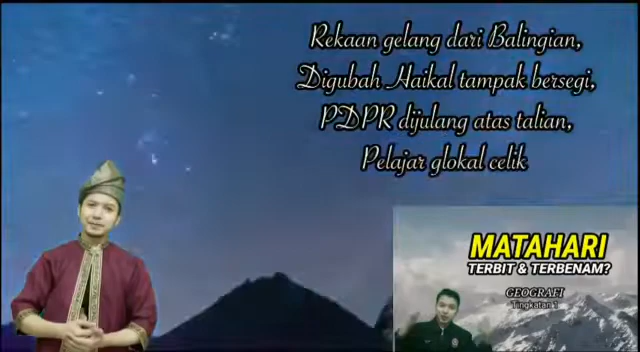 Rekaan gelang dari Balingian,
Digubah Haikal tampak bersegi,
PDPR dijulang atas talian,
Pelajar glokal celik
MATAHARI
TERBIT & TERBENAM?
GEOGRAFI
Tingkatan 1